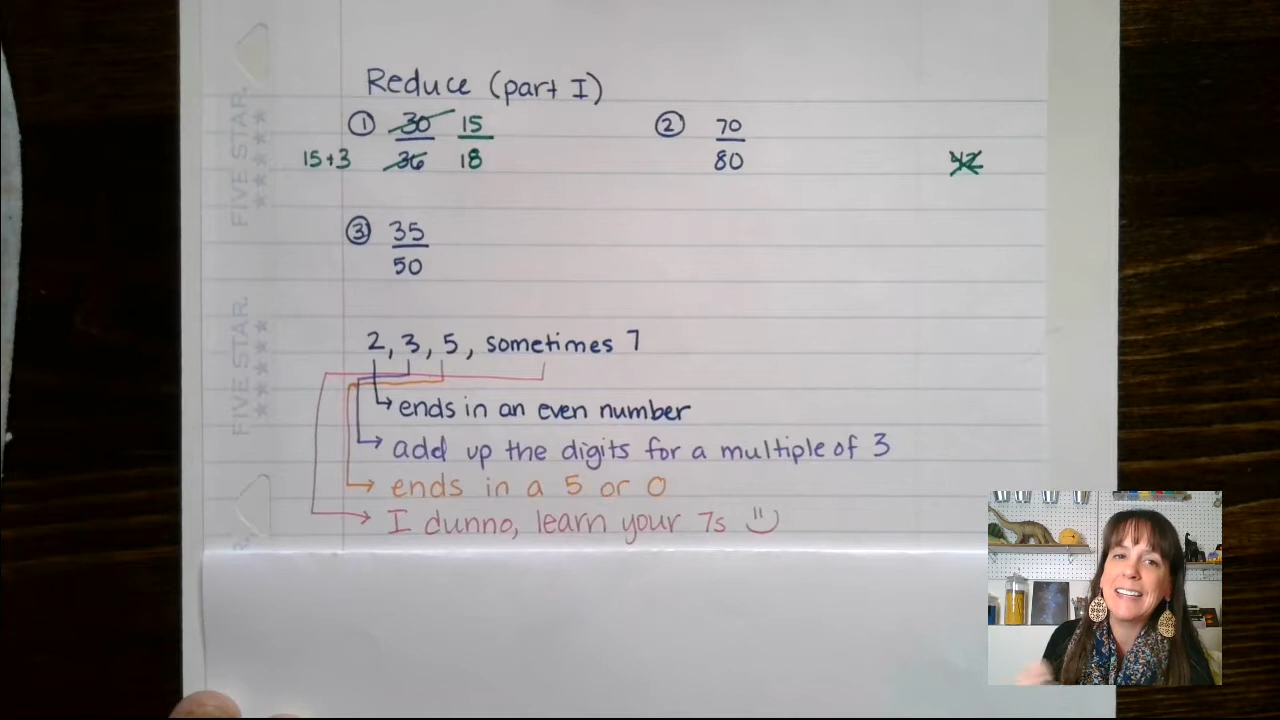 Reduce (part I)
① 30 15 ② 70
15+3 36 18 80
③ 35
50
2, 3, 5, sometimes 7
ends in an even number
add up the digits for a multiple of 3
ends in a 5 or 0
I dunno, learn your 7s
FIVE STAR.
FIVE STAR.